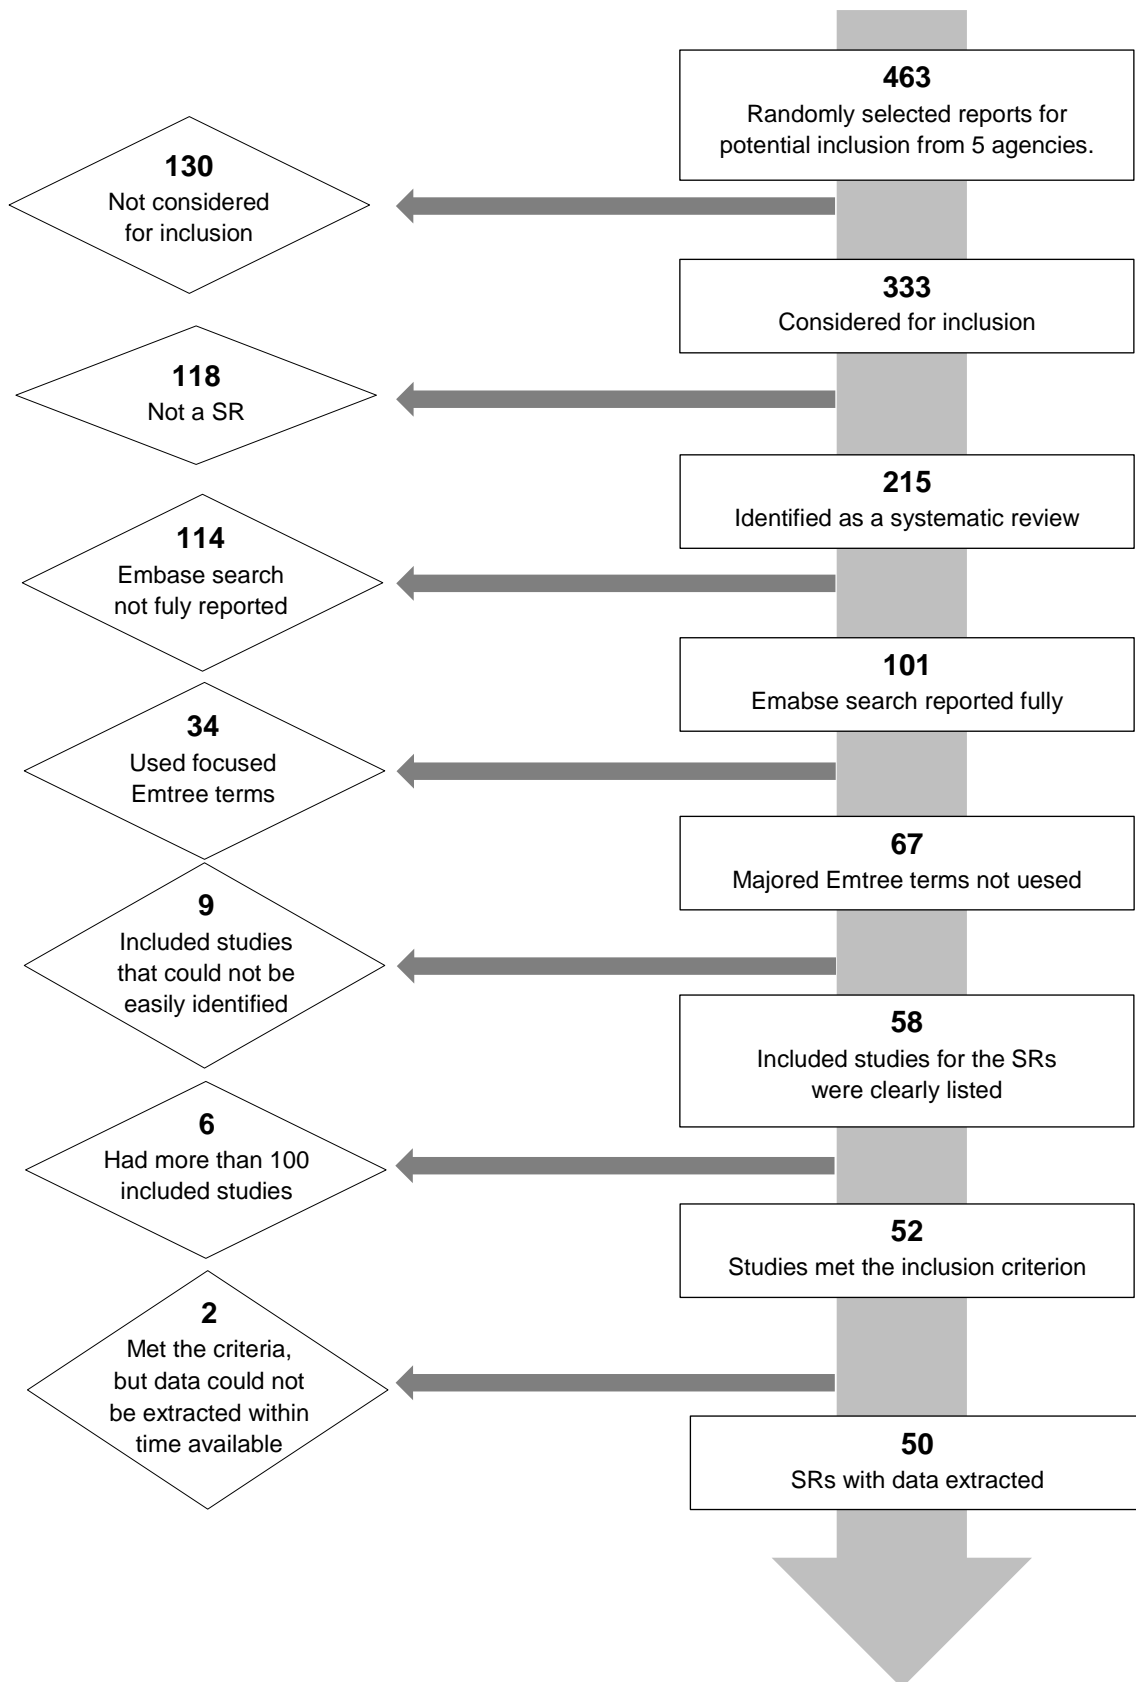 463
Randomly selected reports for
potential inclusion from 5 agencies.
130
Not considered
for inclusion
333
Considered for inclusion
118
Not a SR
215
Identified as a systematic review
114
Embase search
not fuly reported
101
Emabse search reported fully
34
Used focused
Emtree terms
67
Majored Emtree terms not uesed
9
Included studies
that could not be
easily identified
58
Included studies for the SRs
were clearly listed
6
Had more than 100
included studies
52
Studies met the inclusion criterion
2
Met the criteria,
but data could not
be extracted within
time available
50
SRs with data extracted